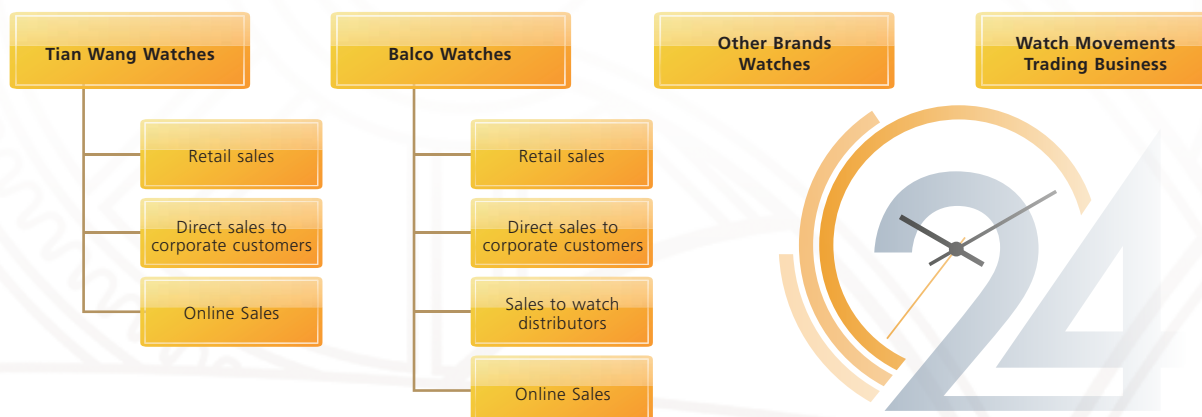 Tian Wang Watches
Retail sales
Direct sales to
corporate customers
Online Sales
Balco Watches
Retail sales
Direct sales to
corporate customers
Sales to watch
distributors
Online Sales
Other Brands
Watches
Watch Movements
Trading Business
24